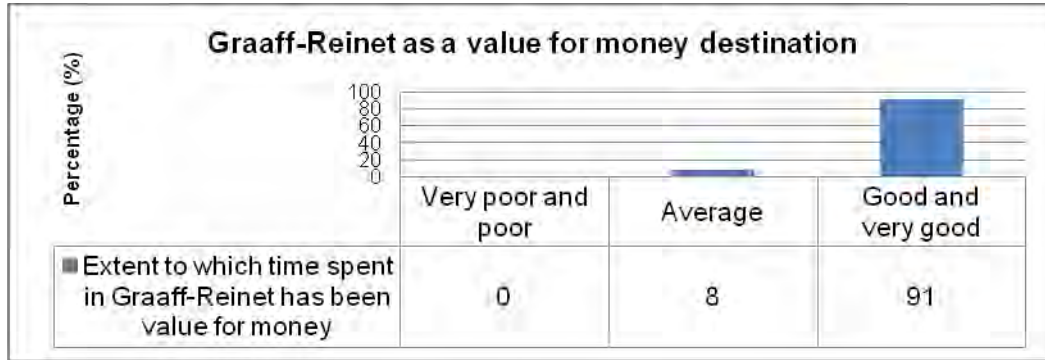 Graaff-Reinet as a value for money destination
Percentage (%)
100
80
60
40
20
0
Very poor and
poor
Average
Good and
very good
Extent to which time spent
in Graaff-Reinet has been
value for money
0
8
91